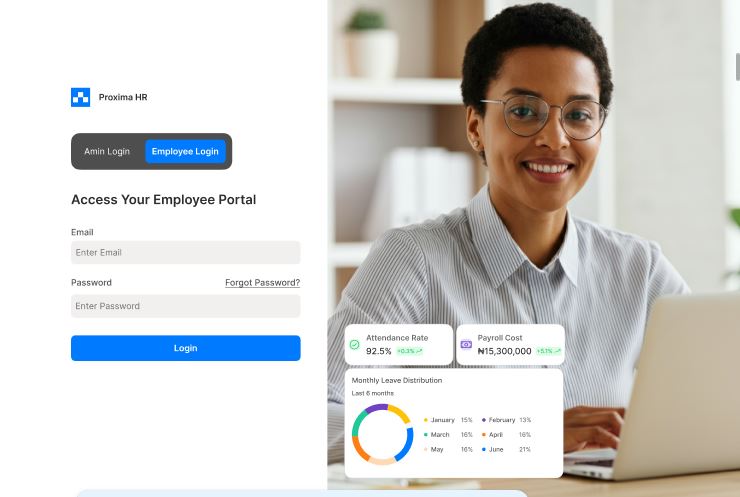 Proxima HR
Amin Login
Employee Login
Access Your Employee Portal
Email
Enter Email
Password
Forgot Password?
Enter Password
Login
Attendance Rate
92.5% +0.3%
Payroll Cost
₦15,300,000 +5.1%
Monthly Leave Distribution
Last 6 months
January 15% February 13%
March 16% April 16%
May 16% June 21%